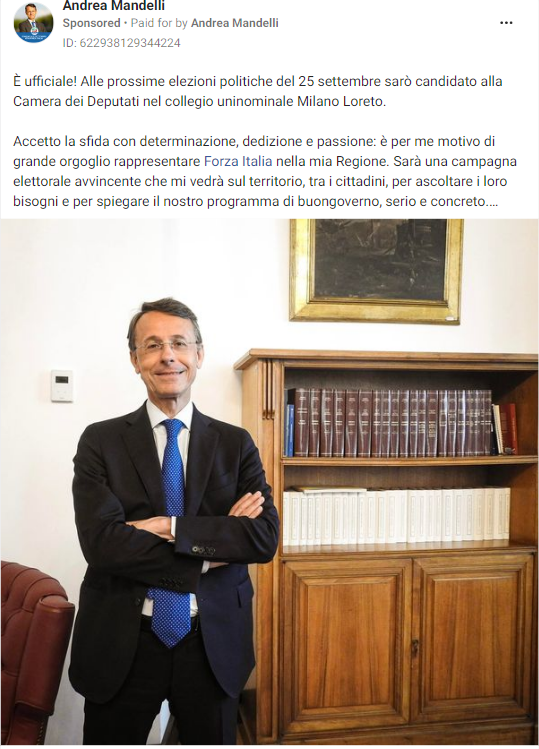 Andrea Mandelli
Sponsored • Paid for by Andrea Mandelli
ID: 622938129344224
È ufficiale! Alle prossime elezioni politiche del 25 settembre sarò candidato alla
Camera dei Deputati nel collegio uninominale Milano Loreto.
Accetto la sfida con determinazione, dedizione e passione: è per me motivo di
grande orgoglio rappresentare Forza Italia nella mia Regione. Sarà una campagna
elettorale avvincente che mi vedrà sul territorio, tra i cittadini, per ascoltare i loro
bisogni e per spiegare il nostro programma di buongoverno, serio e concreto....